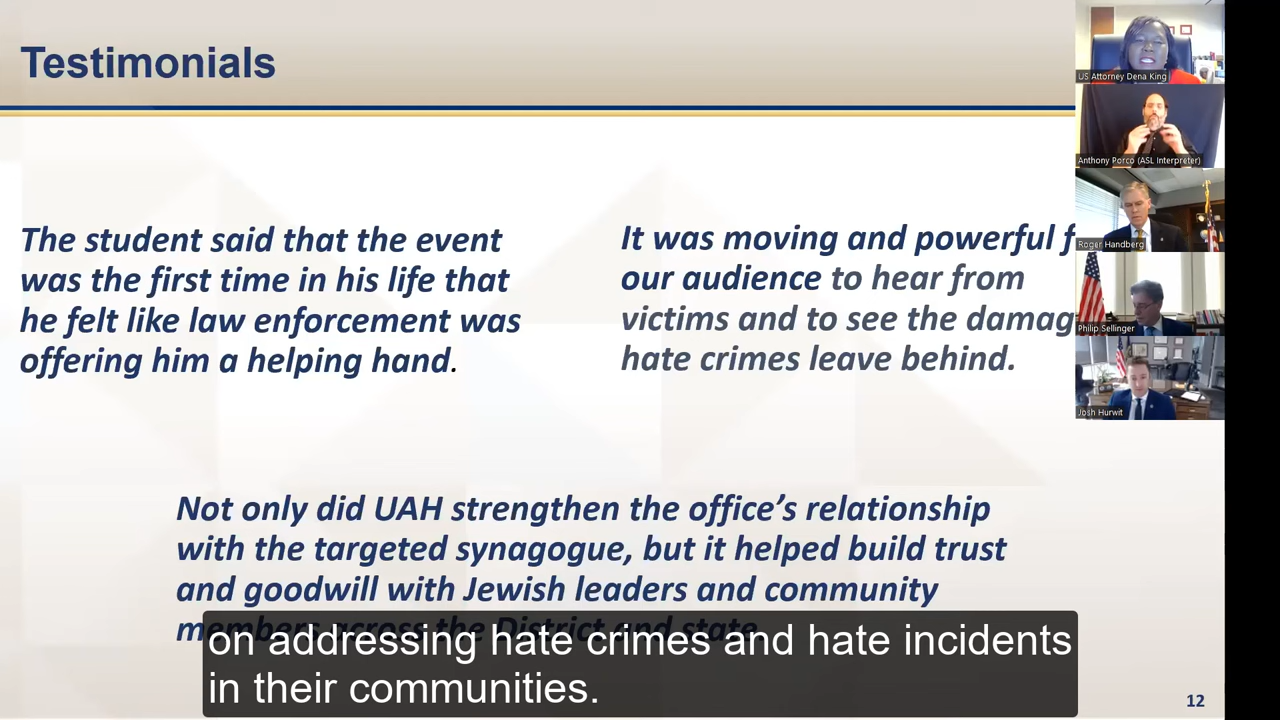 Testimonials
US Attorney Dena King
Anthony Porco (ASL Interpreter)
Roger Handberg
Philip Sellinger
Josh Hurwit
The student said that the event
was the first time in his life that
he felt like law enforcement was
offering him a helping hand.
It was moving and powerful f
our audience to hear from
victims and to see the damag
hate crimes leave behind.
Not only did UAH strengthen the office’s relationship
with the targeted synagogue, but it helped build trust
and goodwill with Jewish leaders and community
members across the District and state.
on addressing hate crimes and hate incidents
in their communities.
12